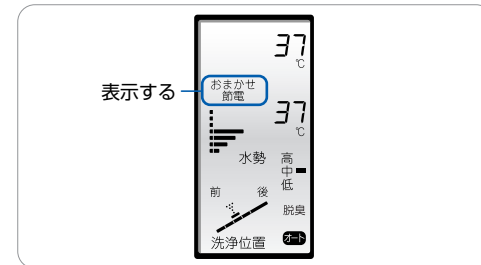 37
℃
表示する
おまかせ
節電
37
℃
水勢
高
中
低
前
後
脱臭
洗浄位置
オート